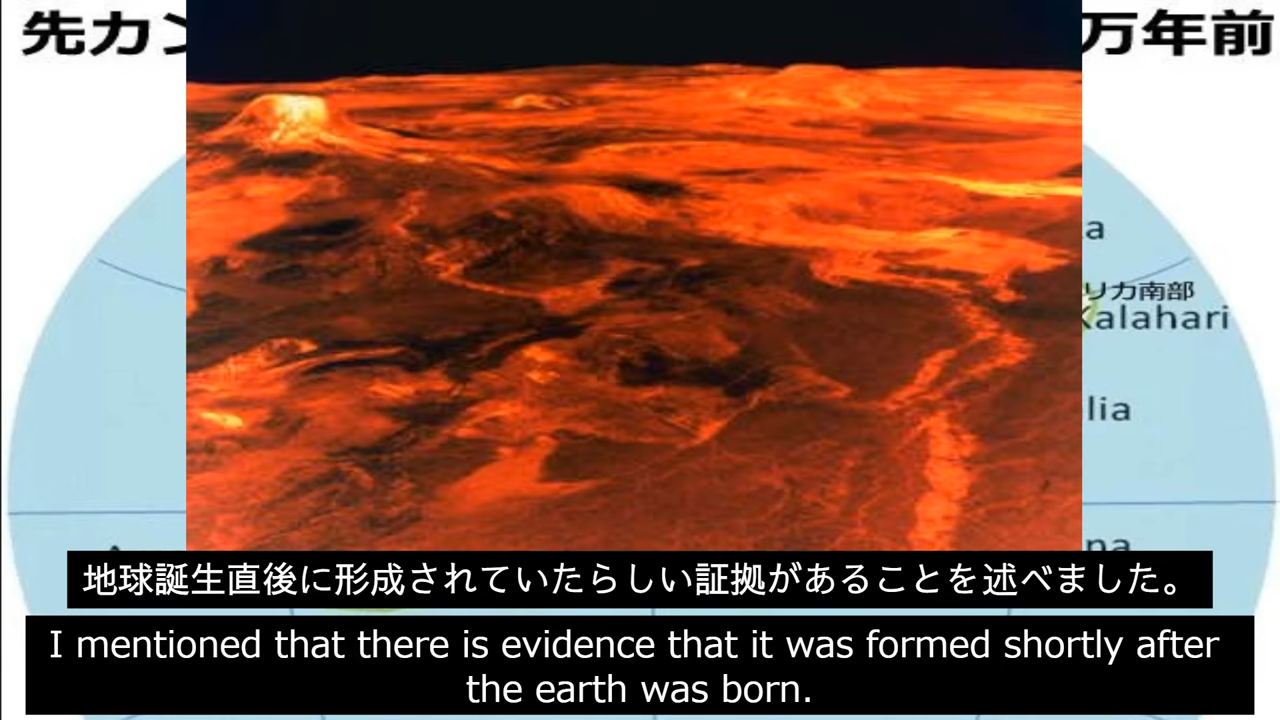 先カン
万年前
a
リカ南部
Kalahari
lia
na
地球誕生直後に形成されていたらしい証拠があることを述べました。
I mentioned that there is evidence that it was formed shortly after
the earth was born.